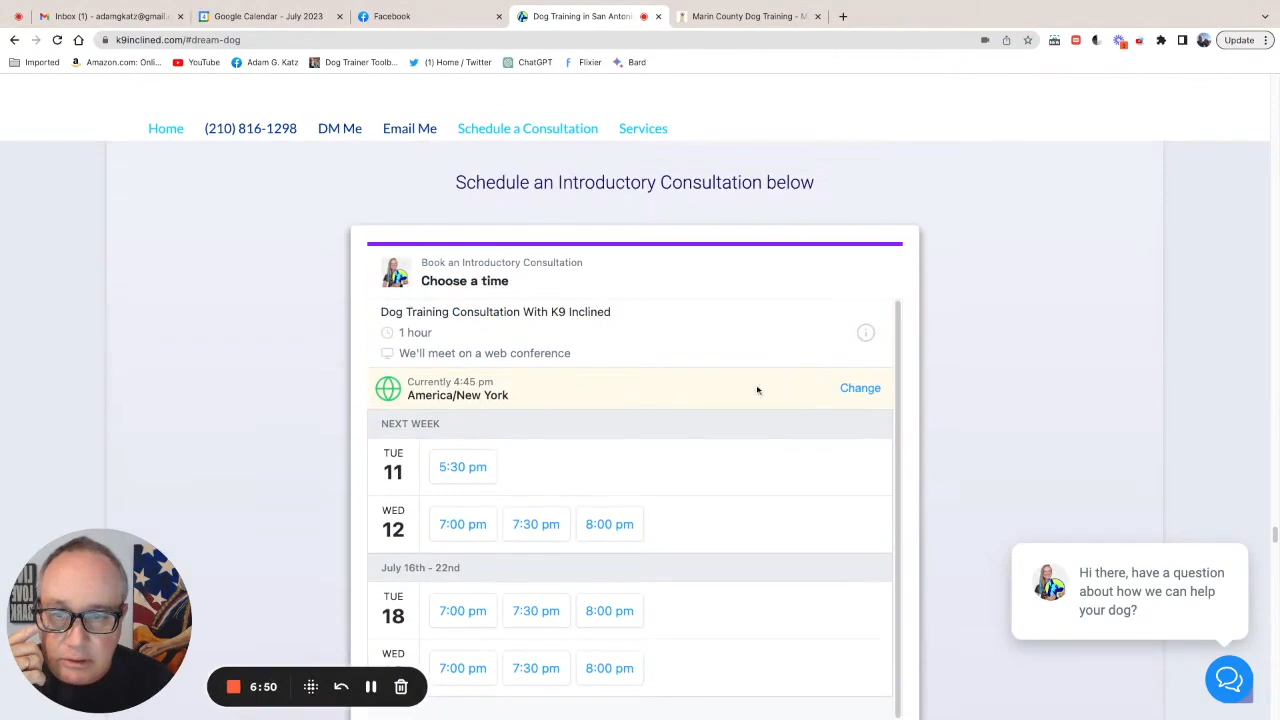 Inbox (1) - adamgkatz@gmail.
Google Calendar - July 2023
Facebook
Dog Training in San Antoni
Marin County Dog Training - M
k9inclined.com/#dream-dog
Update
Imported
Amazon.com: Onli...
YouTube
Adam G. Katz
Dog Trainer Toolb...
(1) Home / Twitter
ChatGPT
Flixier
Bard
Home
(210) 816-1298
DM Me
Email Me
Schedule a Consultation
Services
Schedule an Introductory Consultation below
Book an Introductory Consultation
Choose a time
Dog Training Consultation With K9 Inclined
1 hour
We'll meet on a web conference
Currently 4:45 pm
America/New York
Change
NEXT WEEK
TUE
11
5:30 pm
WED
12
7:00 pm
7:30 pm
8:00 pm
July 16th - 22nd
TUE
18
7:00 pm
7:30 pm
8:00 pm
WED
7:00 pm
7:30 pm
8:00 pm
Hi there, have a question
about how we can help
your dog?
6:50